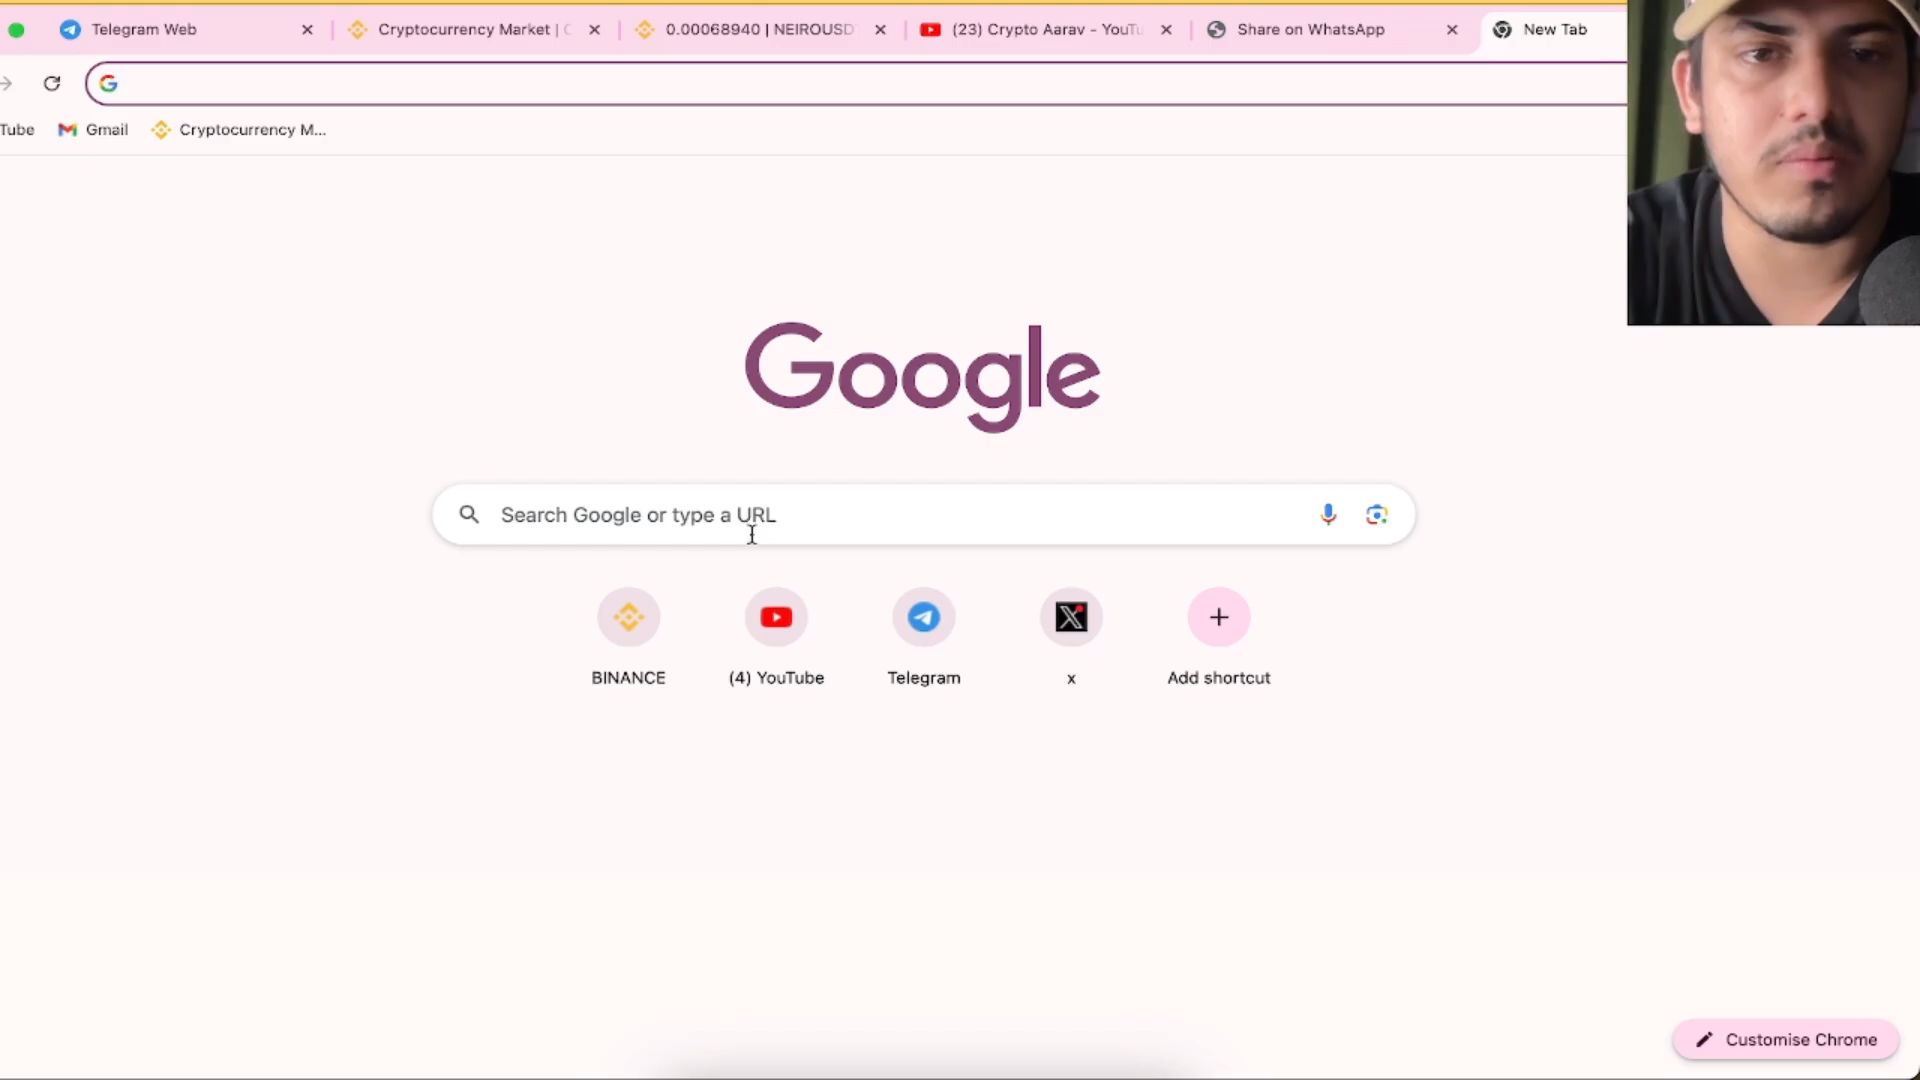 Telegram Web
Cryptocurrency Market |
0.00068940 | NEIROUSD
(23) Crypto Aarav - YouTu
Share on WhatsApp
New Tab
Tube
Gmail
Cryptocurrency M...
Google
Search Google or type a URL
BINANCE
(4) YouTube
Telegram
x
Add shortcut
Customise Chrome